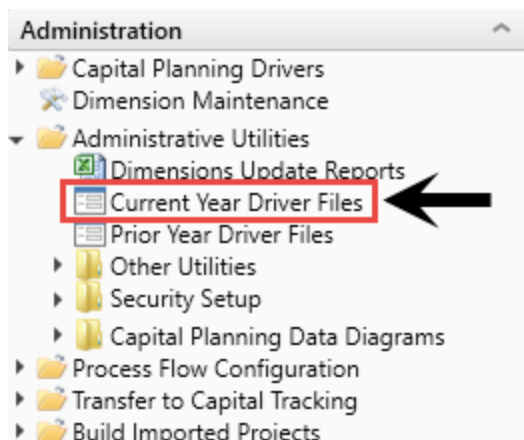 Administration
Capital Planning Drivers
Dimension Maintenance
Administrative Utilities
Dimensions Update Reports
Current Year Driver Files
Prior Year Driver Files
Other Utilities
Security Setup
Capital Planning Data Diagrams
Process Flow Configuration
Transfer to Capital Tracking
Build Imported Projects